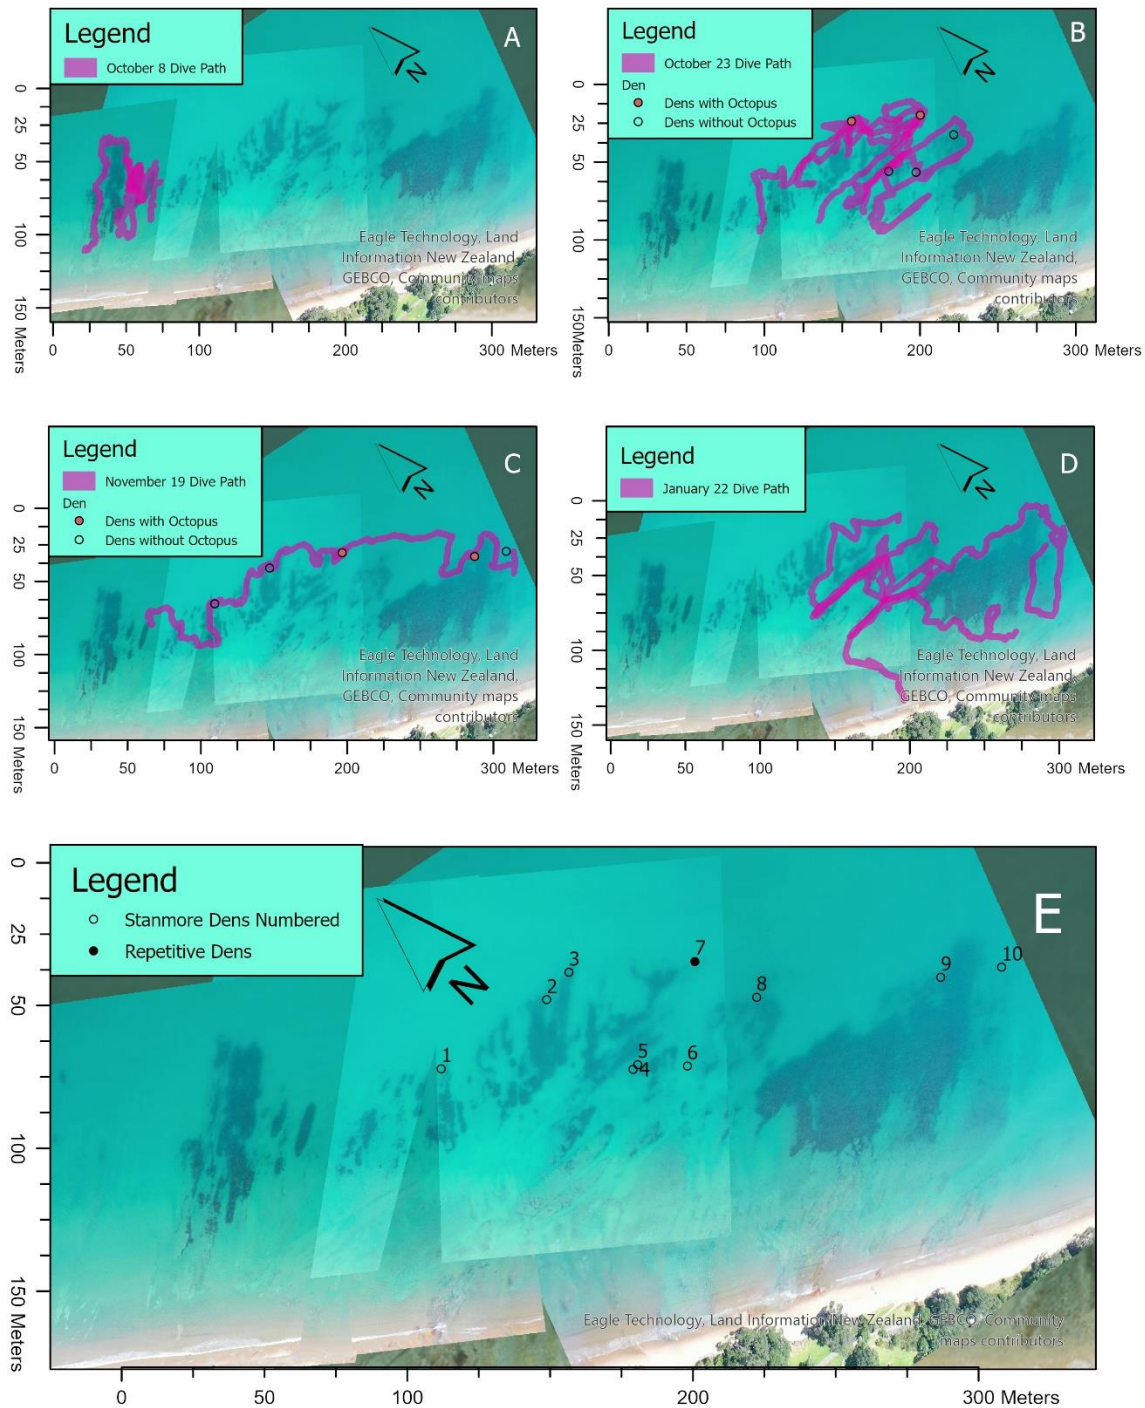 Legend
October 8 Dive Path
A
N
0
25
50
100
150 Meters
Eagle Technology, Land
Information New Zealand,
GEBCO, Community maps
contributors
0
50
100
200
300 Meters
Legend
October 23 Dive Path
Den
Dens with Octopus
Dens without Octopus
B
N
0
25
50
100
150Meters
Eagle Technology, Land
Information New Zealand,
GEBCO, Community maps
contributors
0
50
100
200
300 Meters
Legend
November 19 Dive Path
Den
Dens with Octopus
Dens without Octopus
C
N
0
25
50
100
150 Meters
Eagle Technology, Land
Information New Zealand,
GEBCO, Community maps
contributors
0
50
100
200
300 Meters
Legend
January 22 Dive Path
D
N
0
25
50
100
150 Meters
Eagle Technology, Land
Information New Zealand,
GEBCO, Community maps
contributors
0
50
100
200
300 Meters
Legend
Stanmore Dens Numbered
Repetitive Dens
E
N
0
25
50
100
150 Meters
1
2
3
4
5
6
7
8
9
10
Eagle Technology, Land Information New Zealand, GEBCO, Community
maps contributors
0
50
100
200
300 Meters